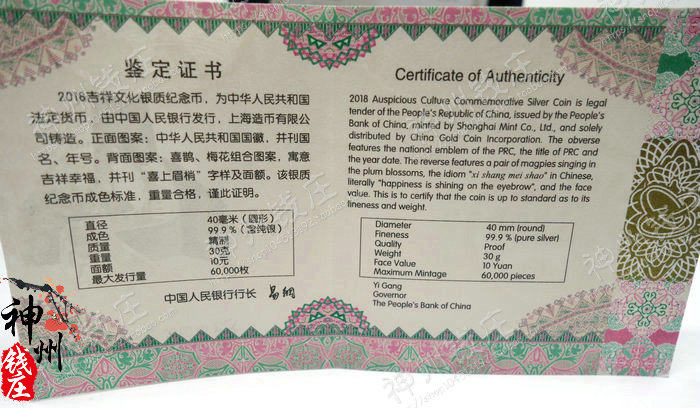 鉴定证书
2018吉祥文化银质纪念币，为中华人民共和国
法定货币，由中国人民银行发行，上海造币有限公
司铸造。正面图案：中华人民共和国国徽，并刊国
名、年号。背面图案：喜鹊、梅花组合图案，寓意
吉祥幸福，并刊“喜上眉梢”字样及面额。该银质
纪念币成色标准，重量合格，谨此证明。
直径 40毫米（圆形）
成色 99.9%（含纯银）
质量 精制
重量 30克
面额 10元
最大发行量 60,000枚
中国人民银行行长 易纲
Certificate of Authenticity
2018 Auspicious Culture Commemorative Silver Coin is legal
tender of the People's Republic of China, issued by the People's
Bank of China, minted by Shanghai Mint Co., Ltd., and solely
distributed by China Gold Coin Incorporation. The obverse
features the national emblem of the PRC, the title of PRC and
the year date. The reverse features a pair of magpies singing in
the plum blossoms, the idiom "xi shang mei shao" in Chinese,
literally "happiness is shining on the eyebrow", and the face
value. This is to certify that the coin is up to standard as to its
fineness and weight.
Diameter 40 mm (round)
Fineness 99.9 % (pure silver)
Quality Proof
Weight 30 g
Face Value 10 Yuan
Maximum Mintage 60,000 pieces
Yi Gang
Governor
The People's Bank of China
神州
钱庄